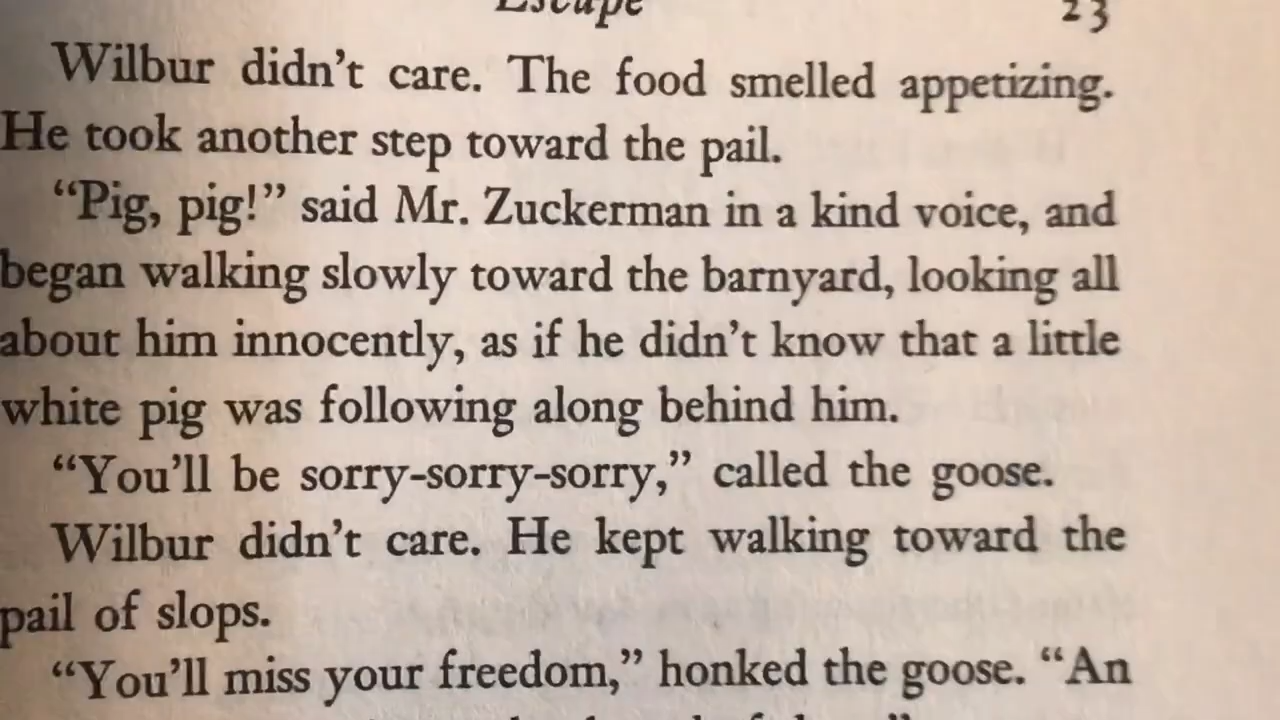 Escape 23
Wilbur didn't care. The food smelled appetizing.
He took another step toward the pail.
“Pig, pig!” said Mr. Zuckerman in a kind voice, and
began walking slowly toward the barnyard, looking all
about him innocently, as if he didn't know that a little
white pig was following along behind him.
“You'll be sorry-sorry-sorry,” called the goose.
Wilbur didn't care. He kept walking toward the
pail of slops.
“You'll miss your freedom,” honked the goose. “An